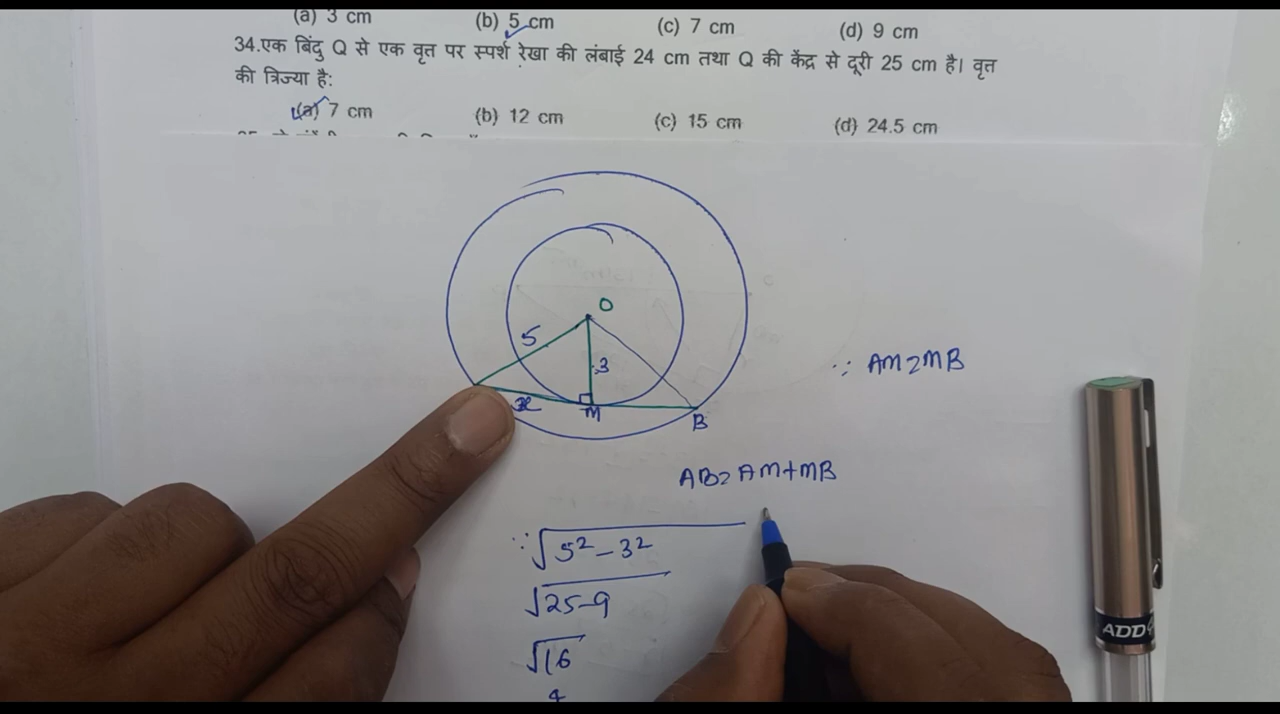 (a) 3 cm (b) 5 cm (c) 7 cm (d) 9 cm
34.एक बिंदु Q से एक वृत्त पर स्पर्श रेखा की लंबाई 24 cm तथा Q की केंद्र से दूरी 25 cm है। वृत्त
की त्रिज्या है:
(a) 7 cm (b) 12 cm (c) 15 cm (d) 24.5 cm
O
5
3
x
M
B
∵ AM=MB
AB=AM+MB
∵ √5²-3²
√25-9
√16
4
ADD